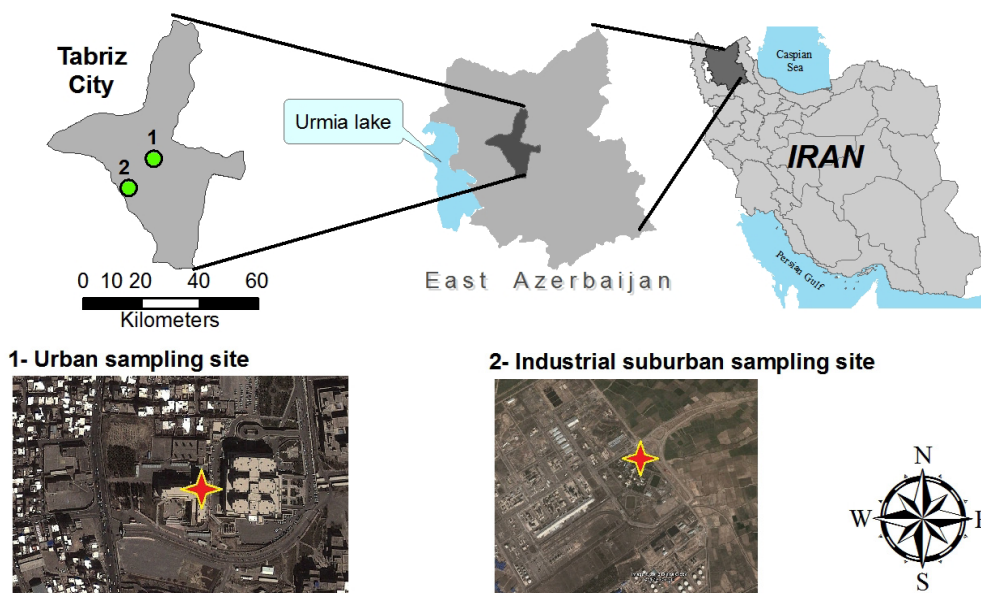 Tabriz
City
1
2
0 10 20 40 60
Kilometers
Urmia lake
East Azerbaijan
Caspian
Sea
IRAN
Persian Gulf
1- Urban sampling site
2- Industrial suburban sampling site
N
W
E
S